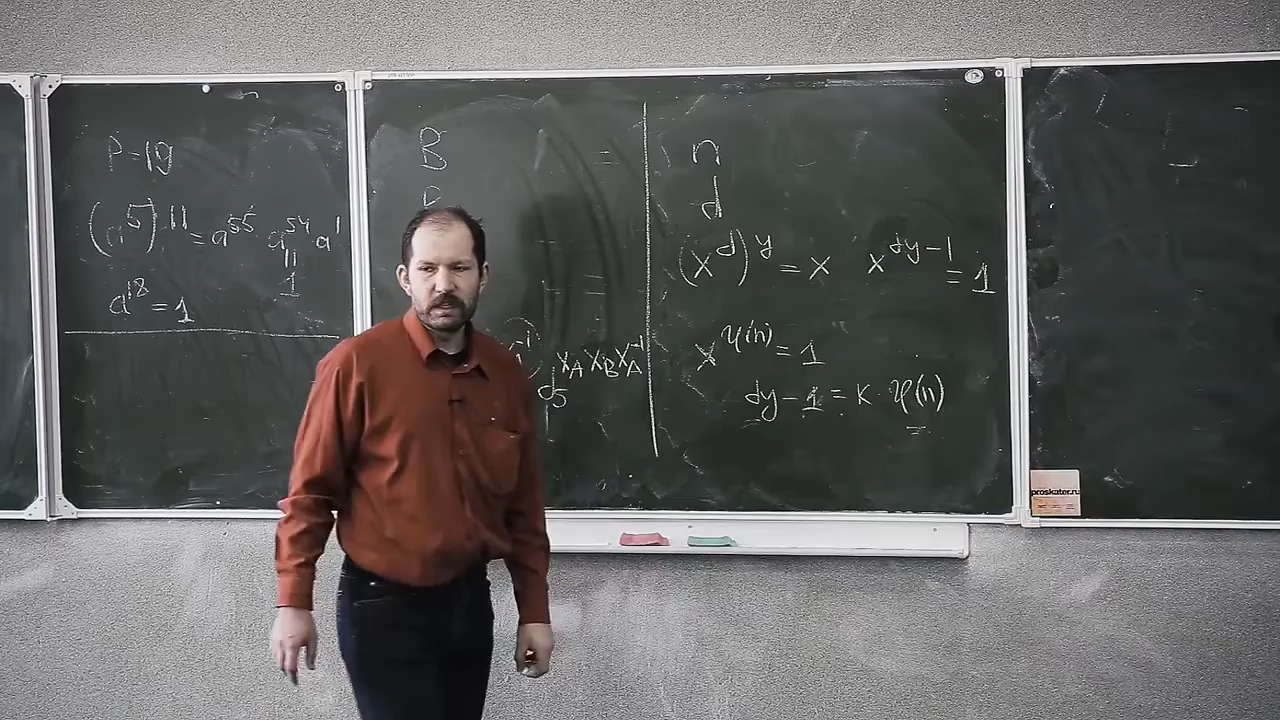 P=19
(a^5)^11 = a^55 a^54 a^1
11
1
a^18 = 1
B
=
=
x_A x_B x_A^-1
n
d
(x^d)^y = x x^dy-1 = 1
x^φ(n) = 1
dy-1 = k·φ(n)
proskater.ru